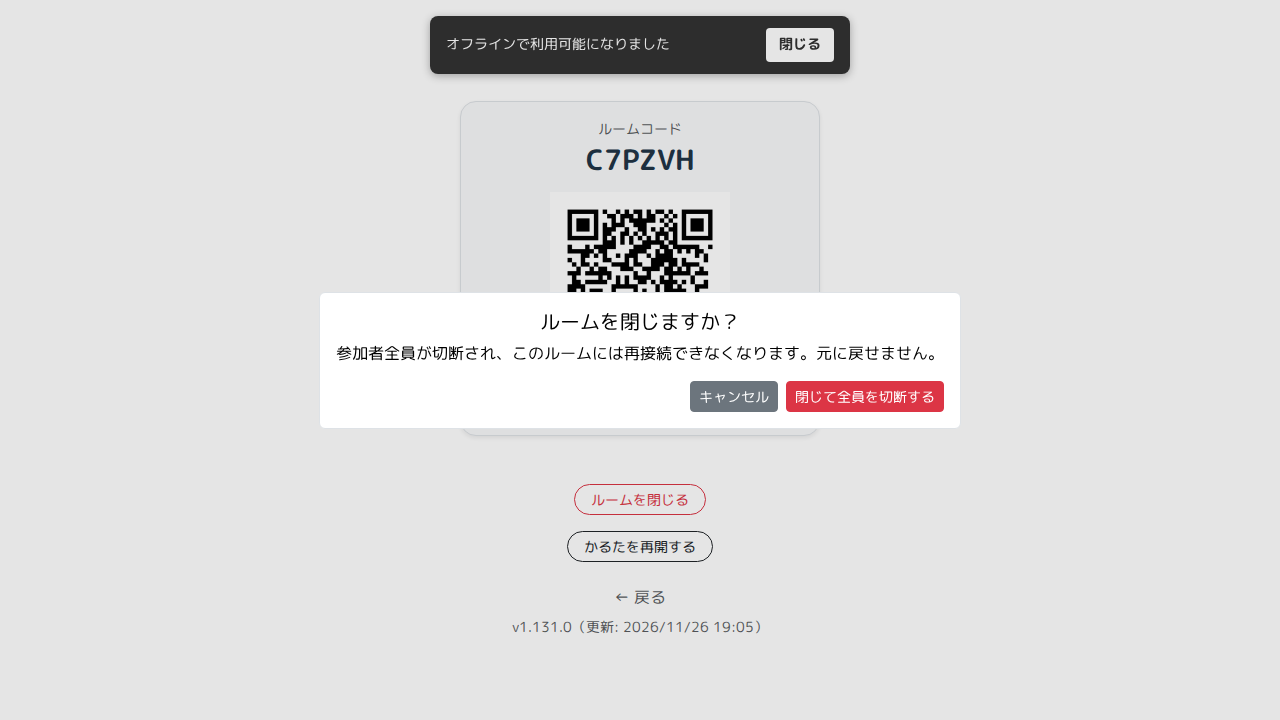 オフラインで利用可能になりました
閉じる
ルームコード
C7PZVH
ルームを閉じますか？
参加者全員が切断され、このルームには再接続できなくなります。元に戻せません。
キャンセル
閉じて全員を切断する
ルームを閉じる
かるたを再開する
← 戻る
v1.131.0（更新: 2026/11/26 19:05）